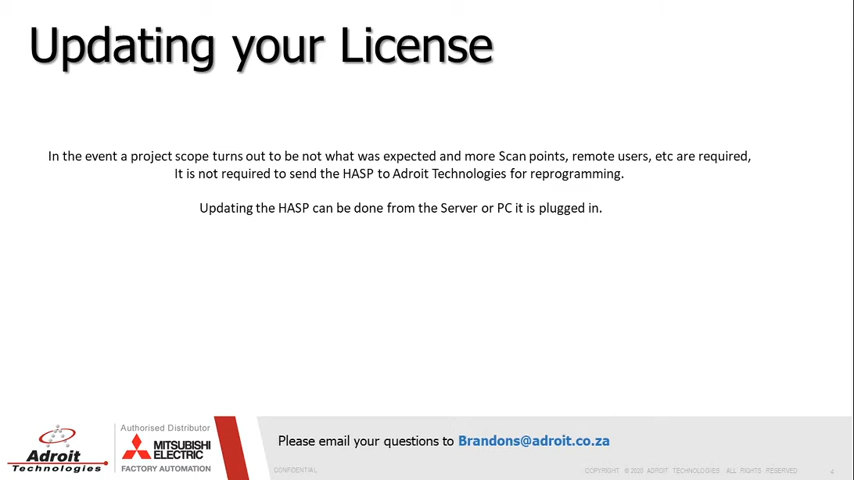 Updating your License
In the event a project scope turns out to be not what was expected and more Scan points, remote users, etc are required,
It is not required to send the HASP to Adroit Technologies for reprogramming.
Updating the HASP can be done from the Server or PC it is plugged in.
Adroit
Technologies
Authorised Distributor
MITSUBISHI
ELECTRIC
FACTORY AUTOMATION
Please email your questions to Brandons@adroit.co.za
CONFIDENTIAL
COPYRIGHT © 2020 ADROIT TECHNOLOGIES. ALL RIGHTS RESERVED.
4